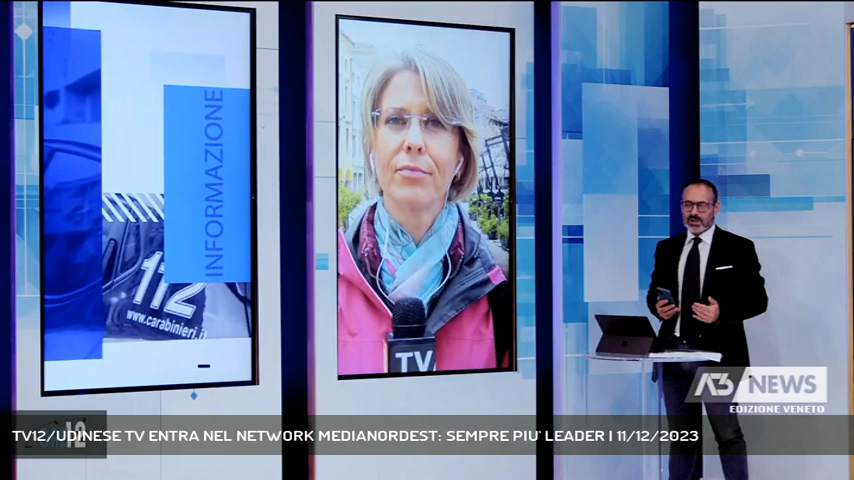 INFORMAZIONE
112
www.carabinieri.it
TV
A3 NEWS
EDIZIONE VENETO
12
TV12/UDINESE TV ENTRA NEL NETWORK MEDIANORDEST: SEMPRE PIU' LEADER | 11/12/2023